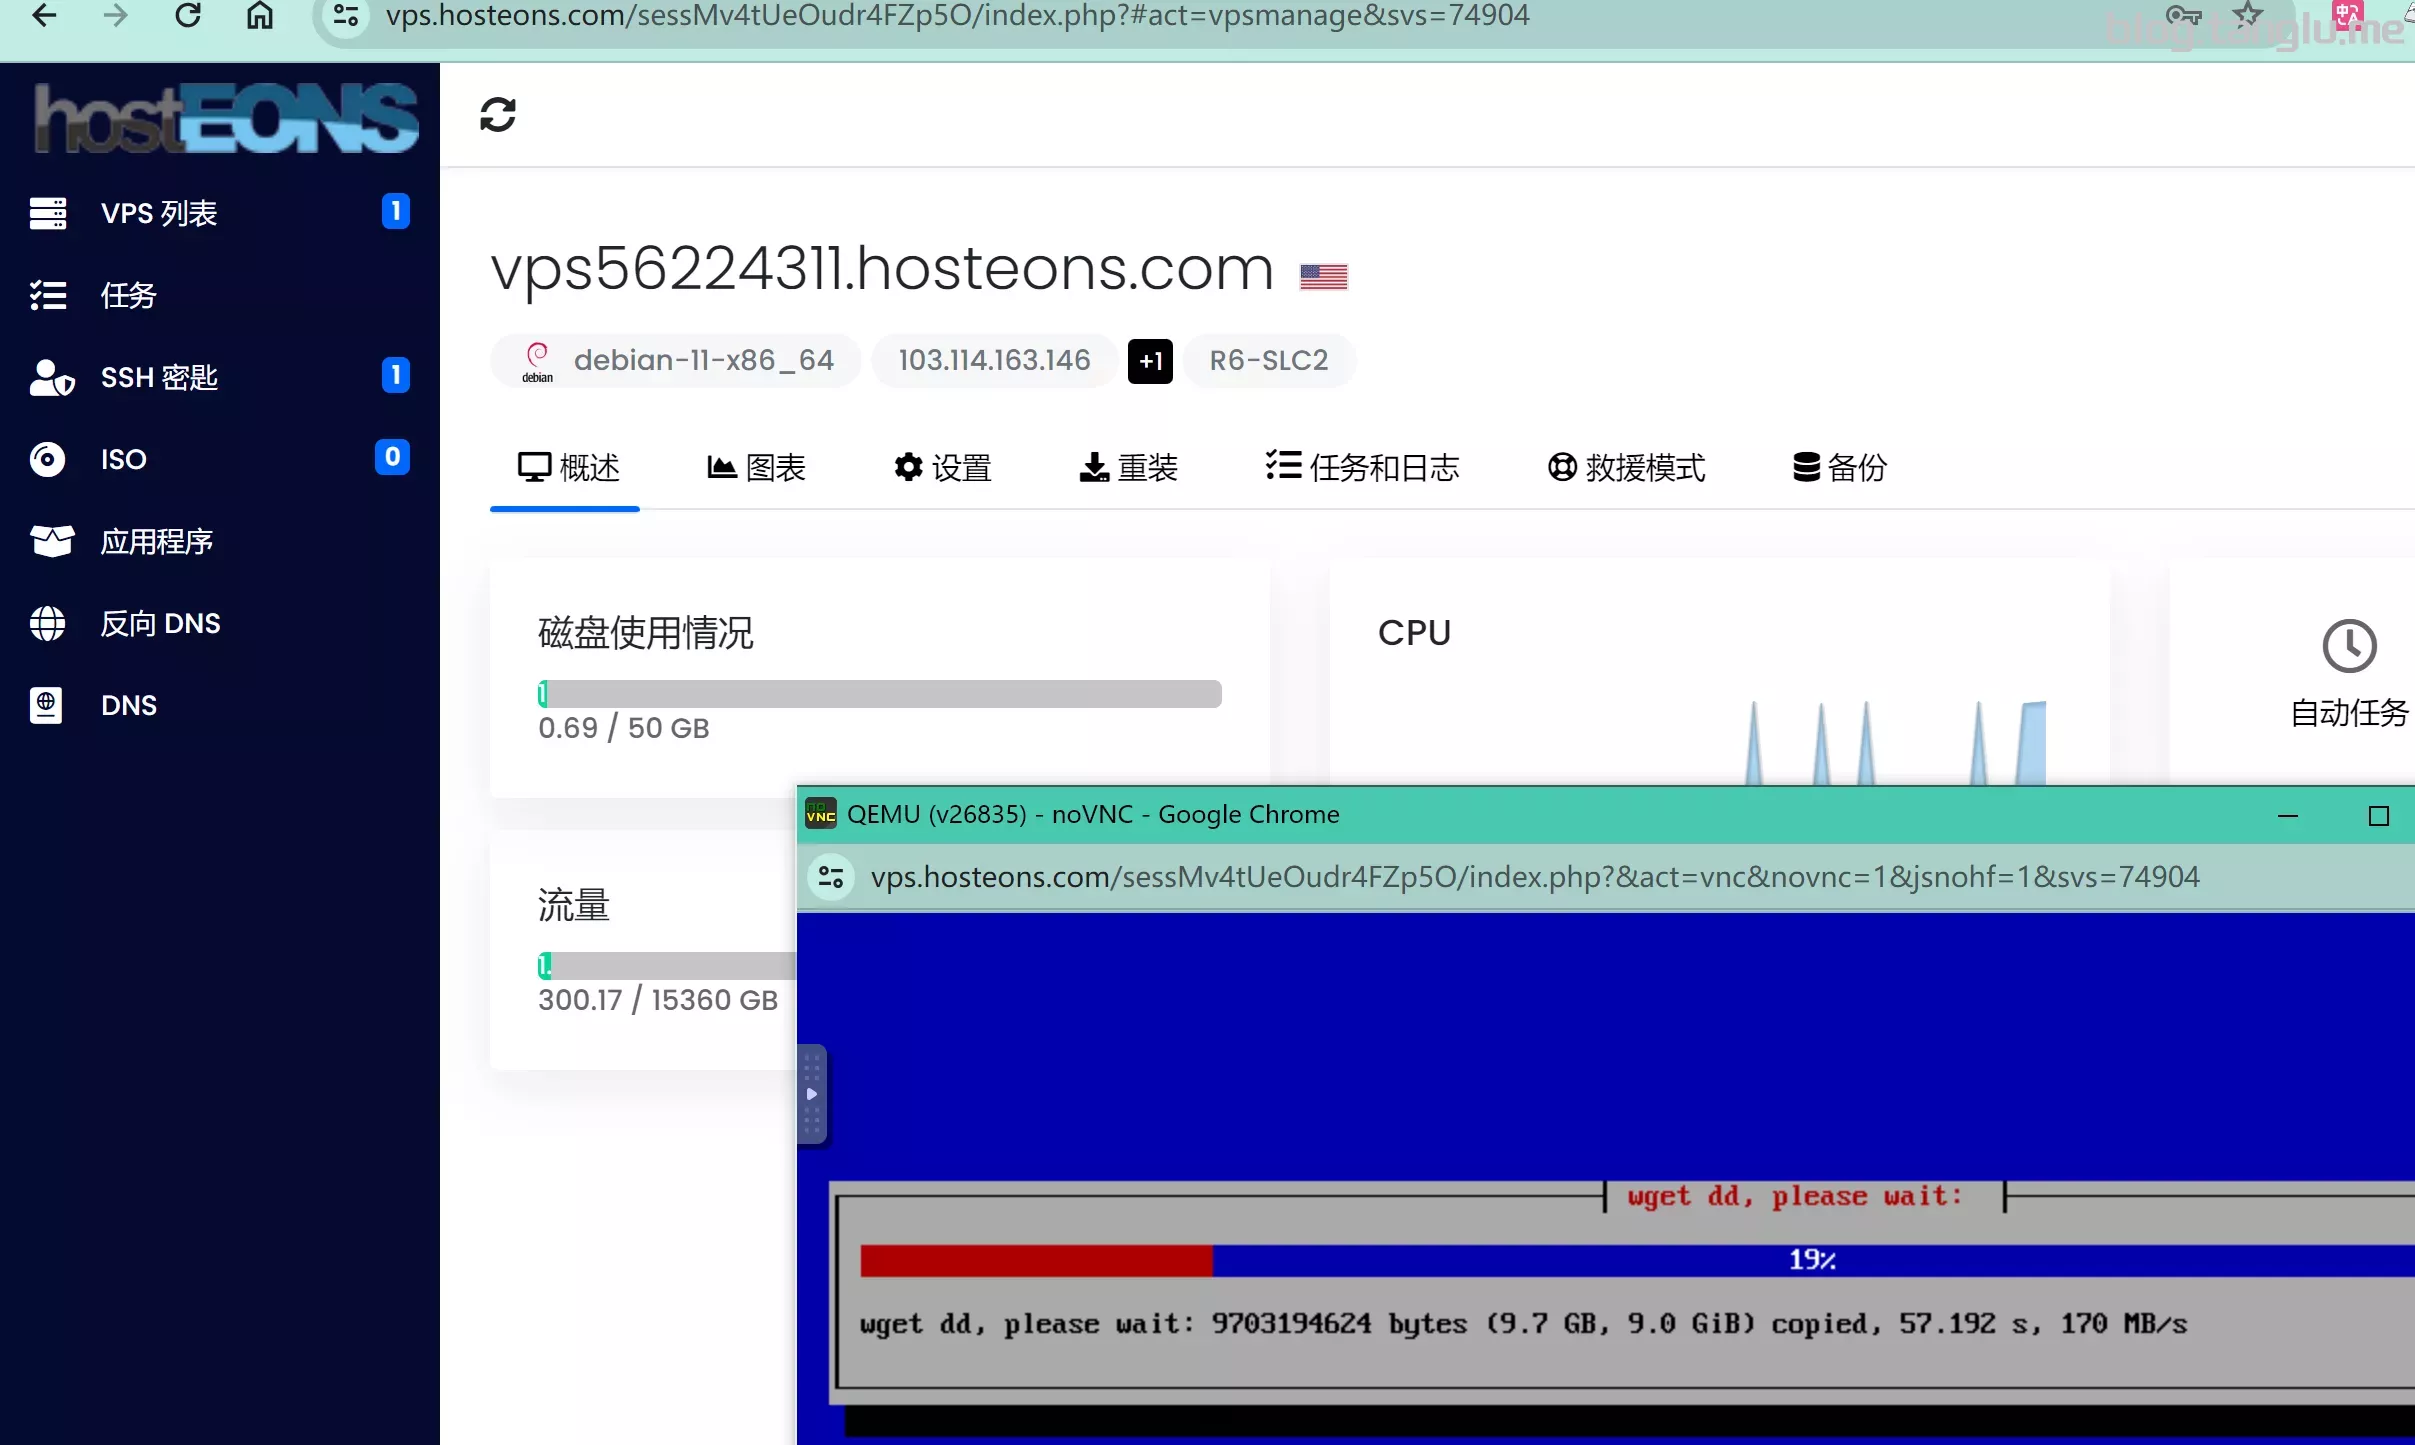 vps.hosteons.com/sessMv4tUeOudr4FZp5O/index.php?#act=vpsmanage&svs=74904
blog.tanglu.me
hostEONS
VPS 列表 1
任务
SSH 密匙 1
ISO 0
应用程序
反向 DNS
DNS
vps56224311.hosteons.com
debian debian-11-x86_64 103.114.163.146 +1 R6-SLC2
概述 图表 设置 重装 任务和日志 救援模式 备份
磁盘使用情况
1
0.69 / 50 GB
CPU
自动任务
流量
1.
300.17 / 15360 GB
no VNC QEMU (v26835) - noVNC - Google Chrome
vps.hosteons.com/sessMv4tUeOudr4FZp5O/index.php?&act=vnc&novnc=1&jsnohf=1&svs=74904
wget dd, please wait:
19%
wget dd, please wait: 9703194624 bytes (9.7 GB, 9.0 GiB) copied, 57.192 s, 170 MB/s